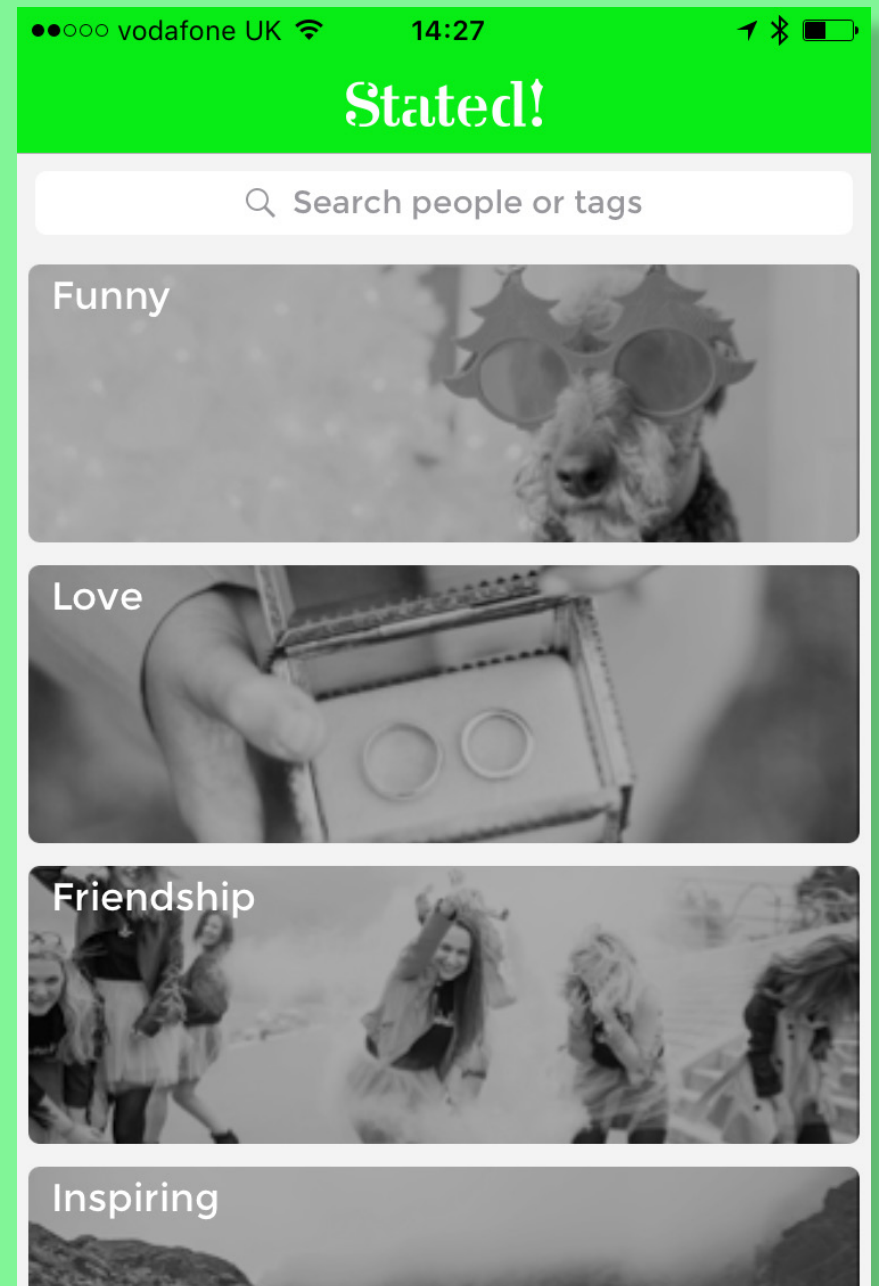 vodafone UK 14:27
Stated!
Search people or tags
Funny
Love
Friendship
Inspiring